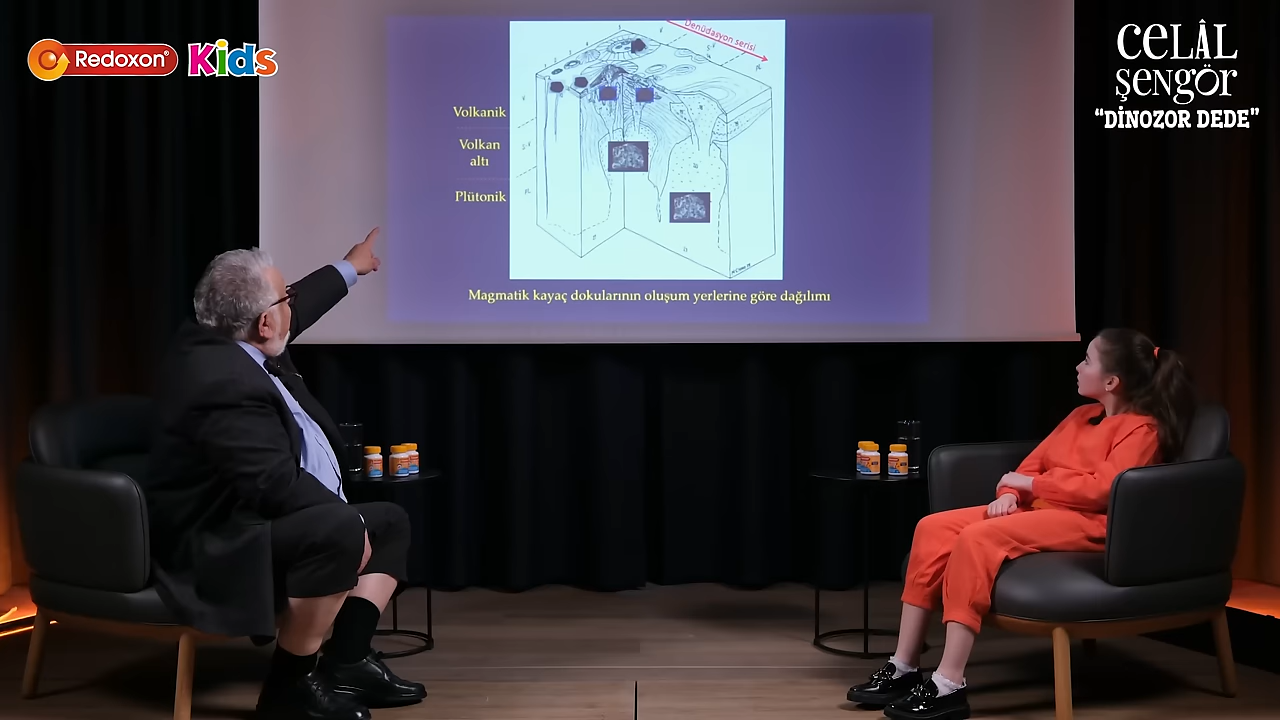 Redoxon® Kids
CELÂL
ŞENGÖR
“DİNOZOR DEDE”
Denüdasyon serisi
Volkanik
Volkan
altı
Plütonik
Magmatik kayaç dokularının oluşum yerlerine göre dağılımı